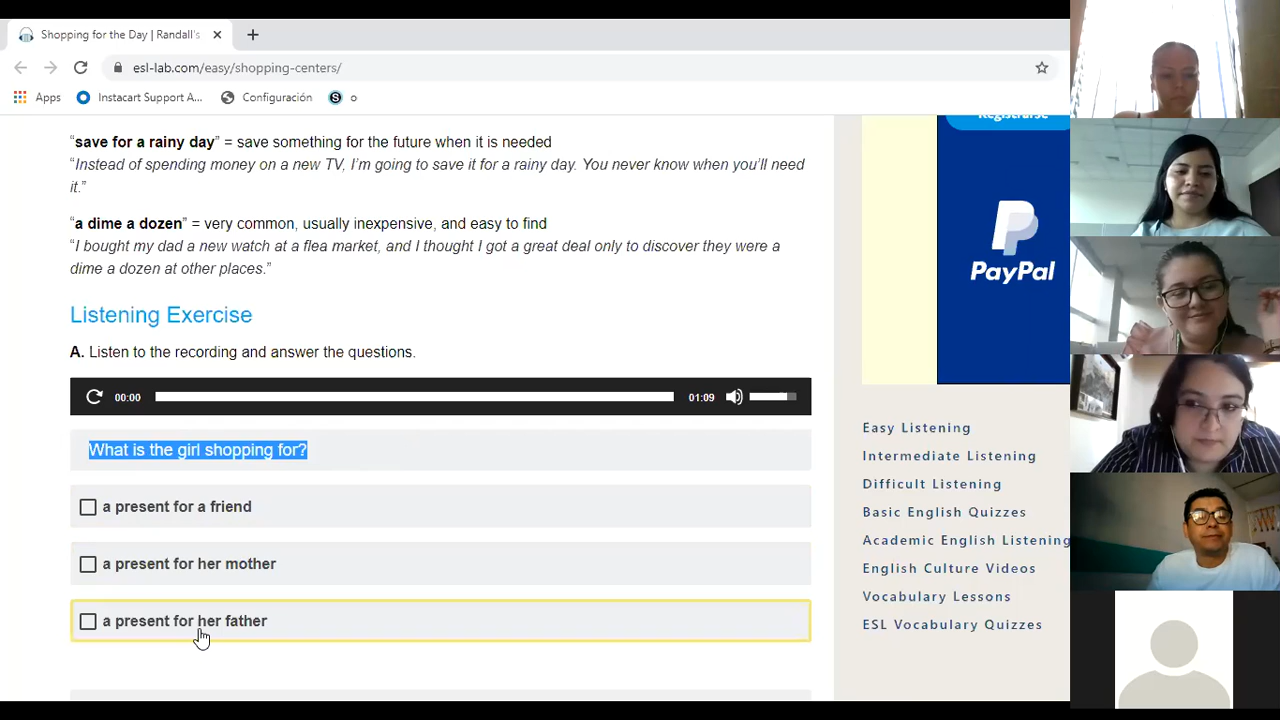 Shopping for the Day | Randall's
esl-lab.com/easy/shopping-centers/
Apps
Instacart Support A...
Configuración
S
o
"save for a rainy day" = save something for the future when it is needed
"Instead of spending money on a new TV, I'm going to save it for a rainy day. You never know when you'll need
it."
"a dime a dozen" = very common, usually inexpensive, and easy to find
"I bought my dad a new watch at a flea market, and I thought I got a great deal only to discover they were a
dime a dozen at other places."
Listening Exercise
A. Listen to the recording and answer the questions.
00:00
01:09
What is the girl shopping for?
a present for a friend
a present for her mother
a present for her father
Registrarse
PayPal
Easy Listening
Intermediate Listening
Difficult Listening
Basic English Quizzes
Academic English Listening
English Culture Videos
Vocabulary Lessons
ESL Vocabulary Quizzes